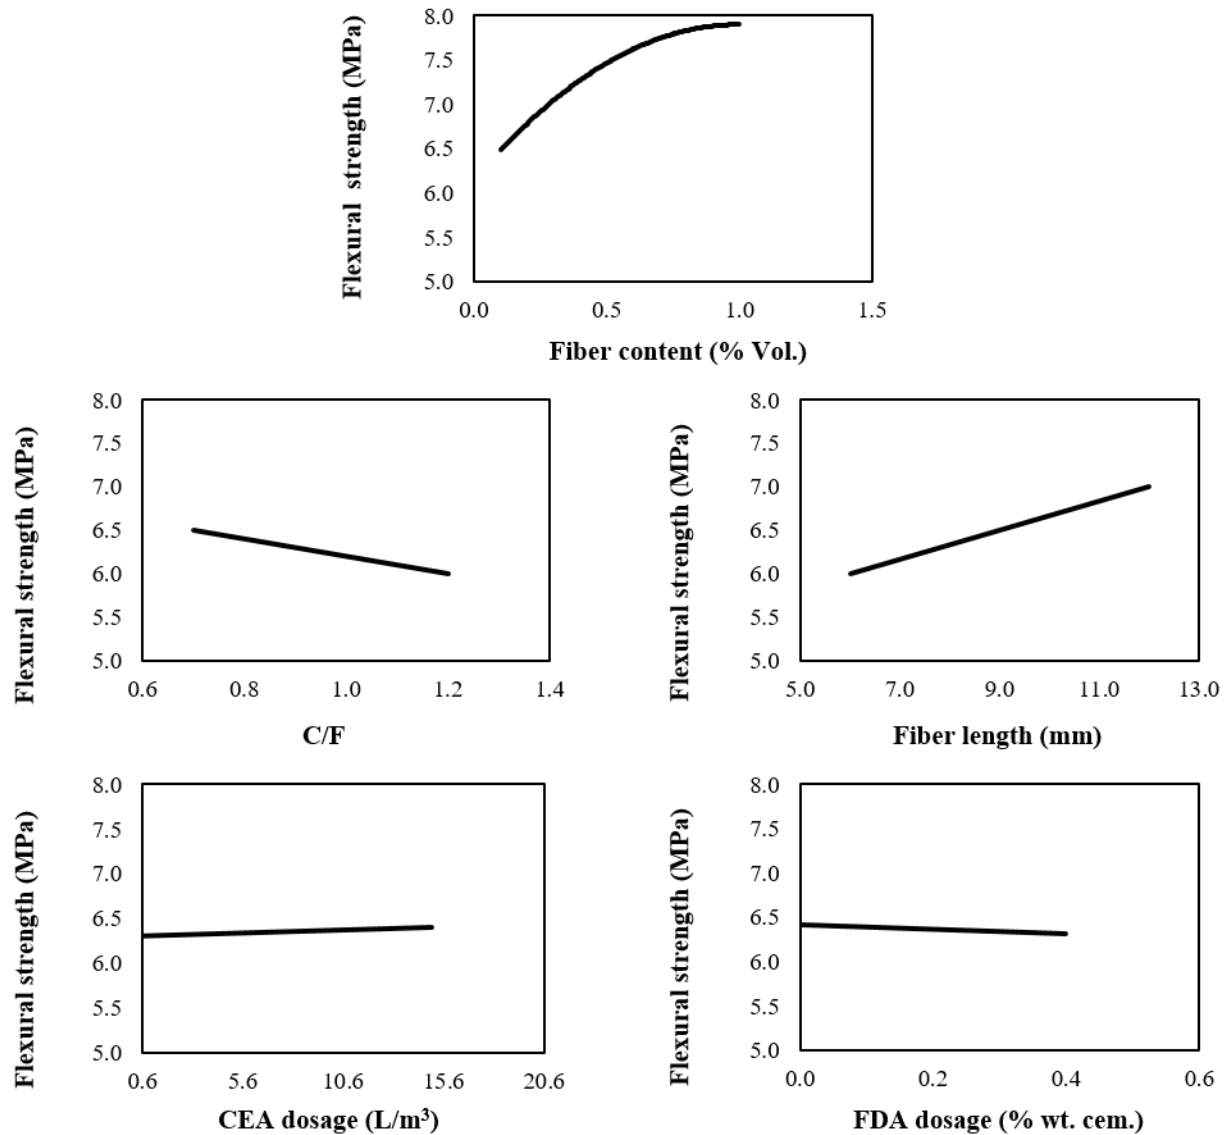 Flexural strength (MPa)
8.0
7.5
7.0
6.5
6.0
5.5
5.0
0.0 0.5 1.0 1.5
Fiber content (% Vol.)
Flexural strength (MPa)
8.0
7.5
7.0
6.5
6.0
5.5
5.0
0.6 0.8 1.0 1.2 1.4
C/F
Flexural strength (MPa)
8.0
7.5
7.0
6.5
6.0
5.5
5.0
5.0 7.0 9.0 11.0 13.0
Fiber length (mm)
Flexural strength (MPa)
8.0
7.5
7.0
6.5
6.0
5.5
5.0
0.6 5.6 10.6 15.6 20.6
CEA dosage (L/m³)
Flexural strength (MPa)
8.0
7.5
7.0
6.5
6.0
5.5
5.0
0.0 0.2 0.4 0.6
FDA dosage (% wt. cem.)